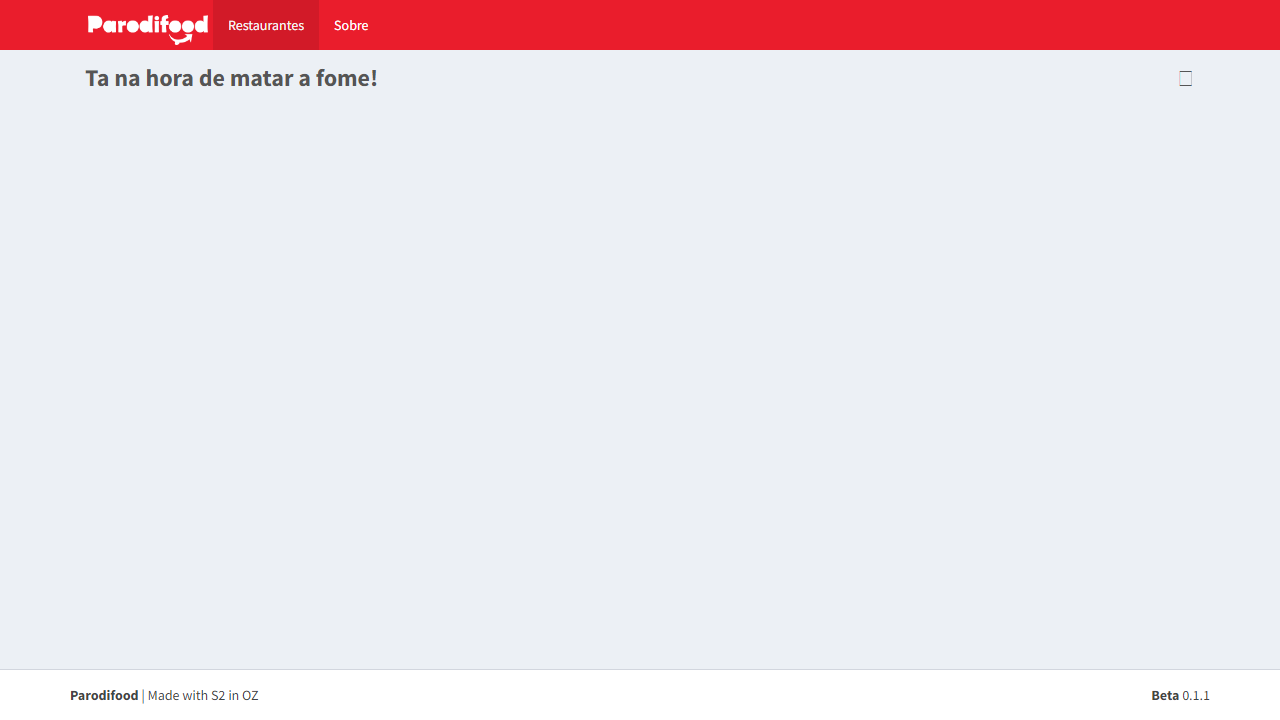 Parodifood Restaurantes Sobre
Ta na hora de matar a fome!
Parodifood | Made with S2 in OZ Beta 0.1.1